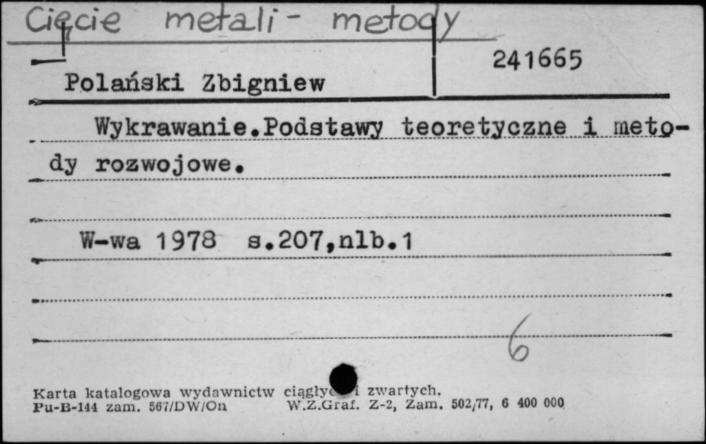 Cięcie metali - metody
241665
Polański Zbigniew
Wykrawanie.Podstawy teoretyczne i meto-
dy rozwojowe.
W-wa 1978 s.207,nlb.1
6
Karta katalogowa wydawnictw i zwartych.
Pu-B-144 zam. 567/DW/On W.Z.Graf. Z-2, Zam. 502/77, 6 400 000